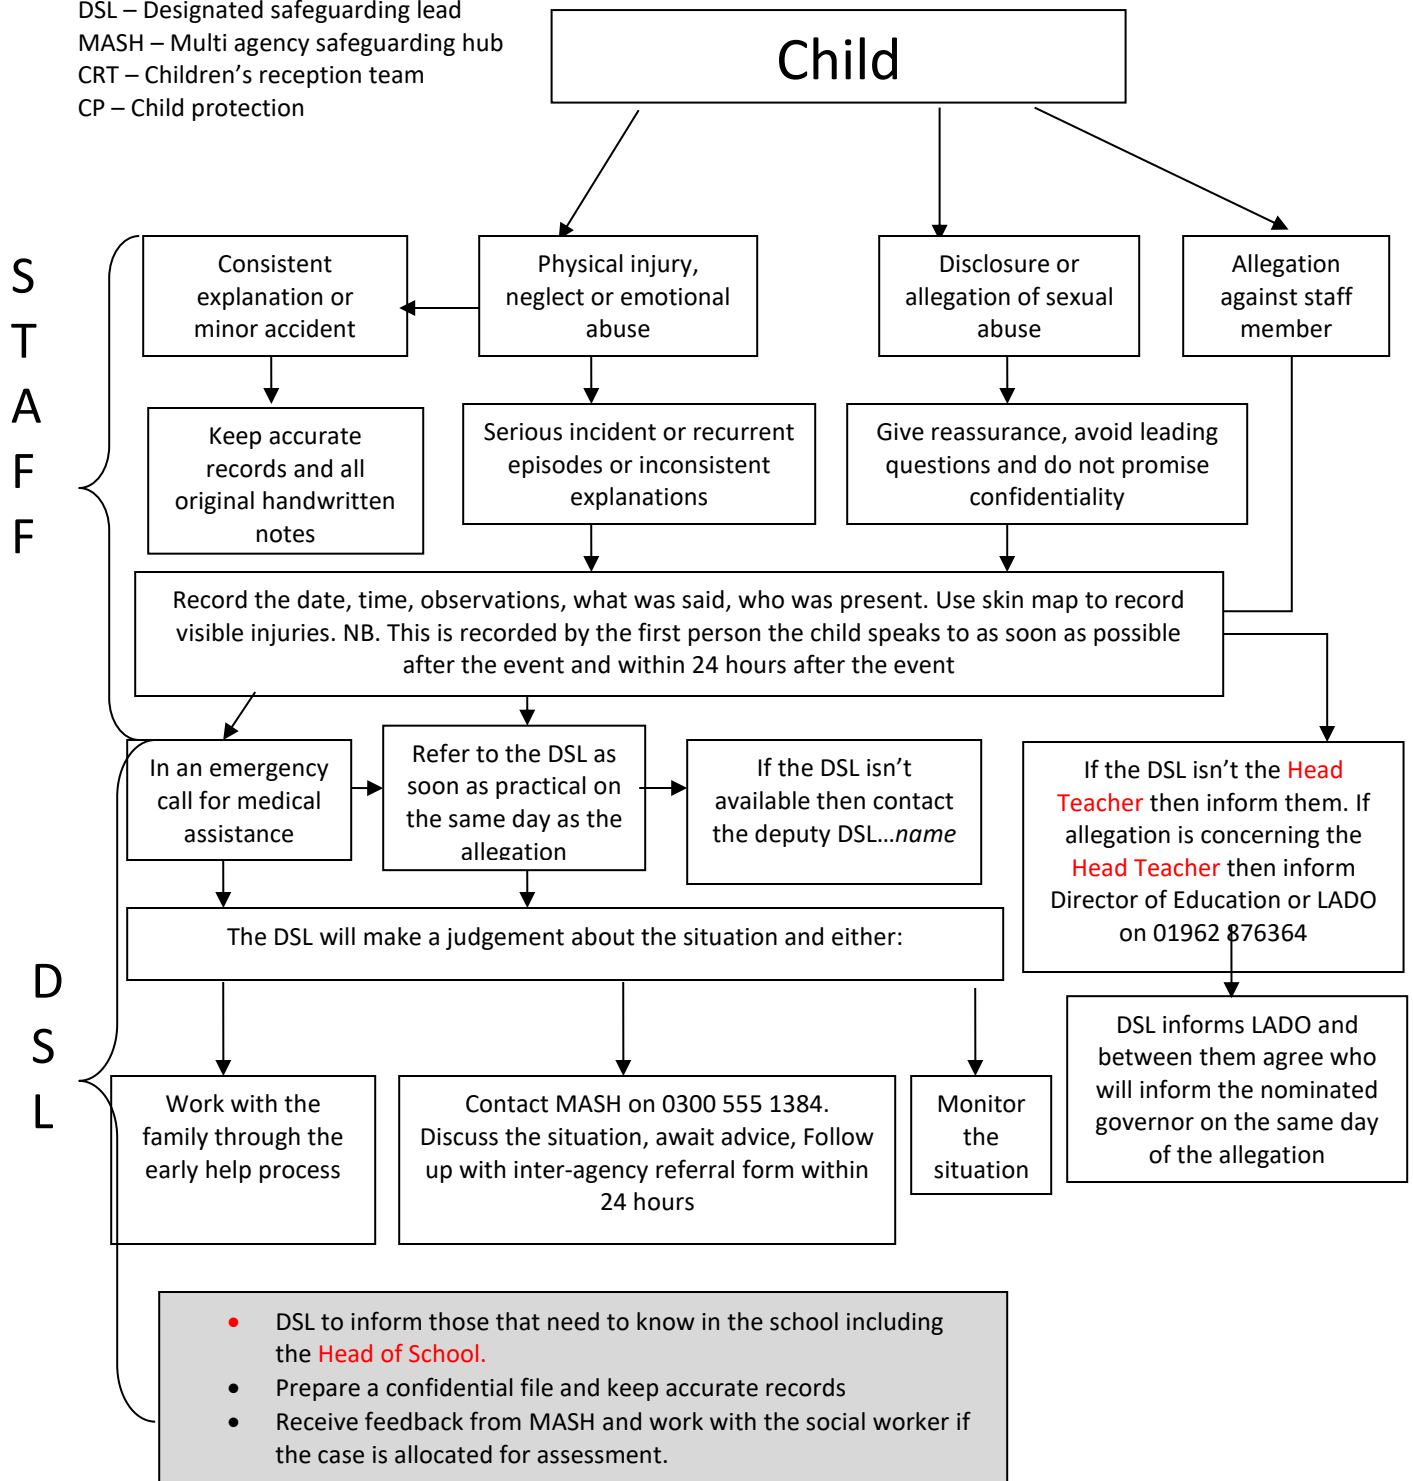 DSL – Designated safeguarding lead
MASH – Multi agency safeguarding hub
CRT – Children's reception team
CP – Child protection
Child
S
T
A
F
F
Consistent
explanation or
minor accident
Physical injury,
neglect or emotional
abuse
Disclosure or
allegation of sexual
abuse
Allegation
against staff
member
Keep accurate
records and all
original handwritten
notes
Serious incident or recurrent
episodes or inconsistent
explanations
Give reassurance, avoid leading
questions and do not promise
confidentiality
Record the date, time, observations, what was said, who was present. Use skin map to record
visible injuries. NB. This is recorded by the first person the child speaks to as soon as possible
after the event and within 24 hours after the event
In an emergency
call for medical
assistance
Refer to the DSL as
soon as practical on
the same day as the
allegation
If the DSL isn't
available then contact
the deputy DSL…name
If the DSL isn't the Head
Teacher then inform them. If
allegation is concerning the
Head Teacher then inform
Director of Education or LADO
on 01962 876364
D
S
L
The DSL will make a judgement about the situation and either:
DSL informs LADO and
between them agree who
will inform the nominated
governor on the same day
of the allegation
Work with the
family through the
early help process
Contact MASH on 0300 555 1384.
Discuss the situation, await advice, Follow
up with inter-agency referral form within
24 hours
Monitor
the
situation
• DSL to inform those that need to know in the school including
the Head of School.
• Prepare a confidential file and keep accurate records
• Receive feedback from MASH and work with the social worker if
the case is allocated for assessment.